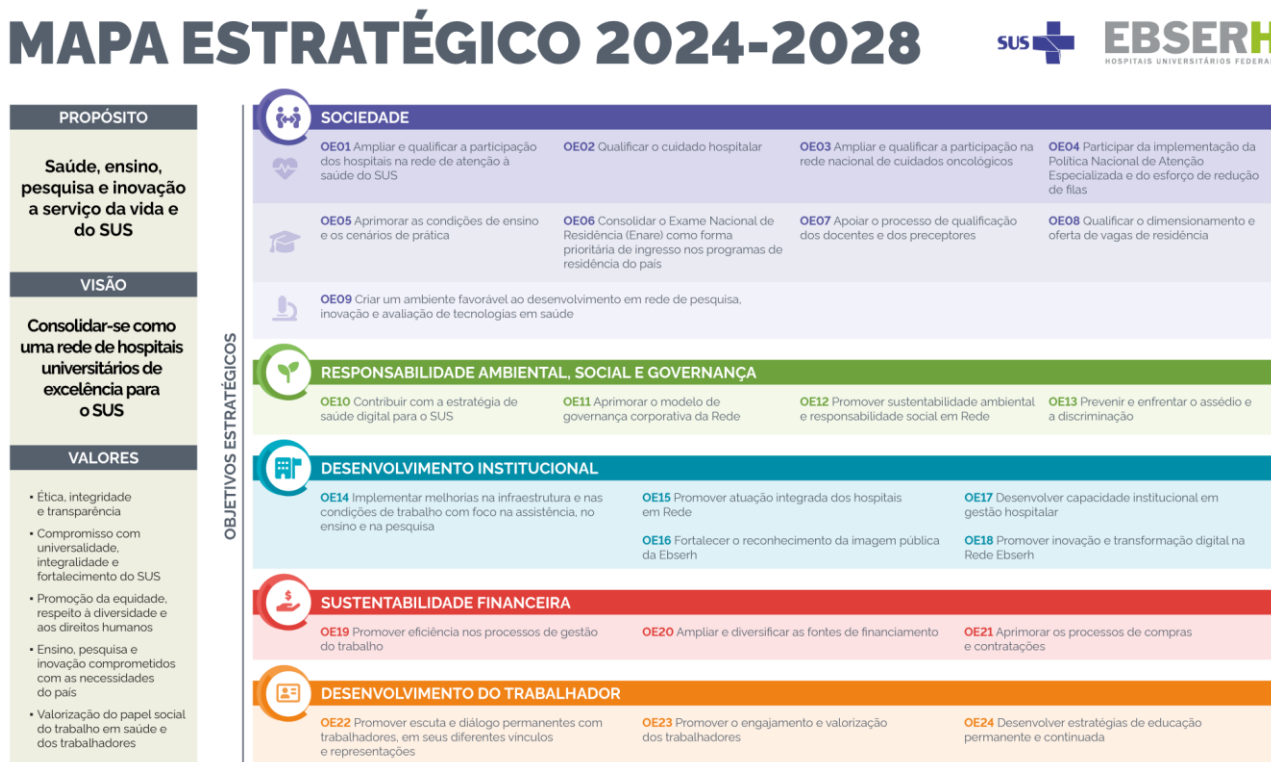 MAPA ESTRATÉGICO 2024-2028
SUS
EBSERH
HOSPITAIS UNIVERSITÁRIOS FEDERAI
PROPÓSITO
Saúde, ensino,
pesquisa e inovação
a serviço da vida e
do SUS
VISÃO
Consolidar-se como
uma rede de hospitais
universitários de
excelência para
o SUS
VALORES
• Ética, integridade
e transparência
• Compromisso com
universalidade,
integralidade e
fortalecimento do SUS
• Promoção da equidade,
respeito à diversidade e
aos direitos humanos
• Ensino, pesquisa e
inovação comprometidos
com as necessidades
do país
• Valorização do papel social
do trabalho em saúde e
dos trabalhadores
OBJETIVOS ESTRATÉGICOS
SOCIEDADE
OE01 Ampliar e qualificar a participação
dos hospitais na rede de atenção à
saúde do SUS
OE02 Qualificar o cuidado hospitalar
OE03 Ampliar e qualificar a participação na
rede nacional de cuidados oncológicos
OE04 Participar da implementação da
Política Nacional de Atenção
Especializada e do esforço de redução
de filas
OE05 Aprimorar as condições de ensino
e os cenários de prática
OE06 Consolidar o Exame Nacional de
Residência (Enare) como forma
prioritária de ingresso nos programas de
residência do país
OE07 Apoiar o processo de qualificação
dos docentes e dos preceptores
OE08 Qualificar o dimensionamento e
oferta de vagas de residência
OE09 Criar um ambiente favorável ao desenvolvimento em rede de pesquisa,
inovação e avaliação de tecnologias em saúde
RESPONSABILIDADE AMBIENTAL, SOCIAL E GOVERNANÇA
OE10 Contribuir com a estratégia de
saúde digital para o SUS
OE11 Aprimorar o modelo de
governança corporativa da Rede
OE12 Promover sustentabilidade ambiental
e responsabilidade social em Rede
OE13 Prevenir e enfrentar o assédio e
a discriminação
DESENVOLVIMENTO INSTITUCIONAL
OE14 Implementar melhorias na infraestrutura e nas
condições de trabalho com foco na assistência, no
ensino e na pesquisa
OE15 Promover atuação integrada dos hospitais
em Rede
OE16 Fortalecer o reconhecimento da imagem pública
da Ebserh
OE17 Desenvolver capacidade institucional em
gestão hospitalar
OE18 Promover inovação e transformação digital na
Rede Ebserh
SUSTENTABILIDADE FINANCEIRA
OE19 Promover eficiência nos processos de gestão
do trabalho
OE20 Ampliar e diversificar as fontes de financiamento
OE21 Aprimorar os processos de compras
e contratações
DESENVOLVIMENTO DO TRABALHADOR
OE22 Promover escuta e diálogo permanentes com
trabalhadores, em seus diferentes vínculos
e representações
OE23 Promover o engajamento e valorização
dos trabalhadores
OE24 Desenvolver estratégias de educação
permanente e continuada